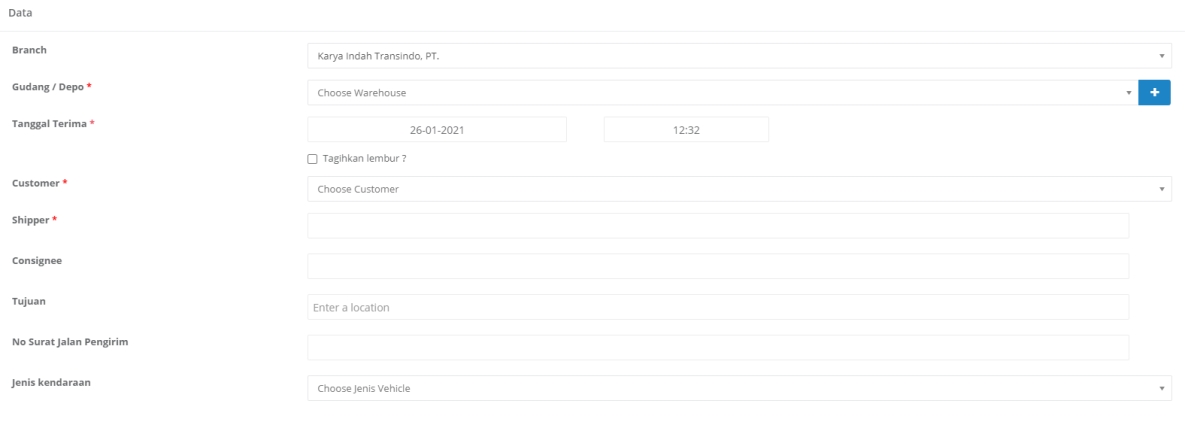 Data
Branch
Karya Indah Transindo, PT.
Gudang / Depo *
Choose Warehouse
+
Tanggal Terima *
26-01-2021
12:32
Tagihkan lembur ?
Customer *
Choose Customer
Shipper *
Consignee
Tujuan
Enter a location
No Surat Jalan Pengirim
Jenis kendaraan
Choose Jenis Vehicle